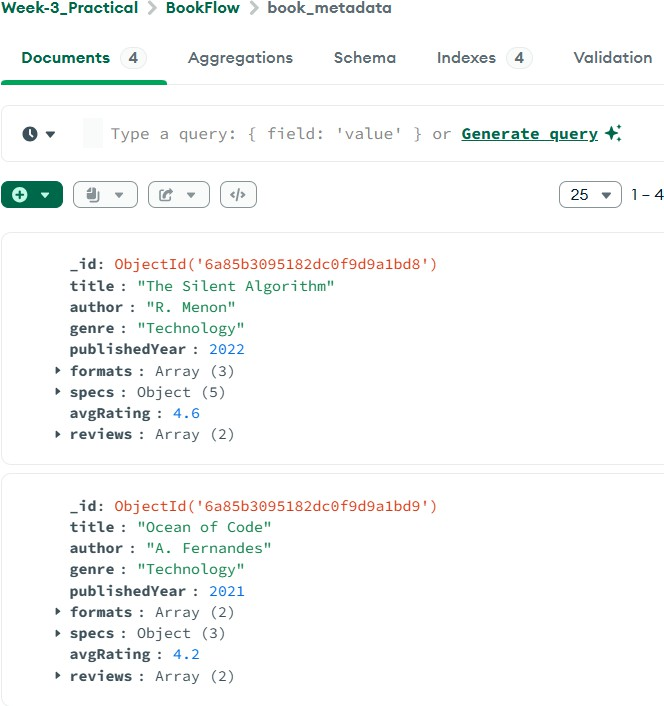 Week-3_Practical > BookFlow > book_metadata
Documents 4 Aggregations Schema Indexes 4 Validation
Type a query: { field: 'value' } or Generate query
25 1 – 4
_id: ObjectId('6a85b3095182dc0f9d9a1bd8')
title : "The Silent Algorithm"
author : "R. Menon"
genre : "Technology"
publishedYear : 2022
formats : Array (3)
specs : Object (5)
avgRating : 4.6
reviews : Array (2)
_id: ObjectId('6a85b3095182dc0f9d9a1bd9')
title : "Ocean of Code"
author : "A. Fernandes"
genre : "Technology"
publishedYear : 2021
formats : Array (2)
specs : Object (3)
avgRating : 4.2
reviews : Array (2)